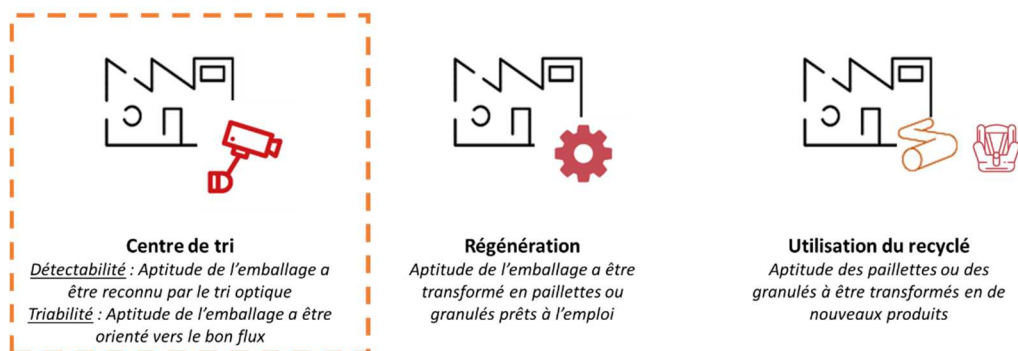 Centre de tri
Détectabilité : Aptitude de l'emballage a
être reconnu par le tri optique
Triabilité : Aptitude de l'emballage a être
orienté vers le bon flux
Régénération
Aptitude de l'emballage a être
transformé en paillettes ou
granulés prêts à l'emploi
Utilisation du recyclé
Aptitude des paillettes ou des
granulés à être transformés en de
nouveaux produits